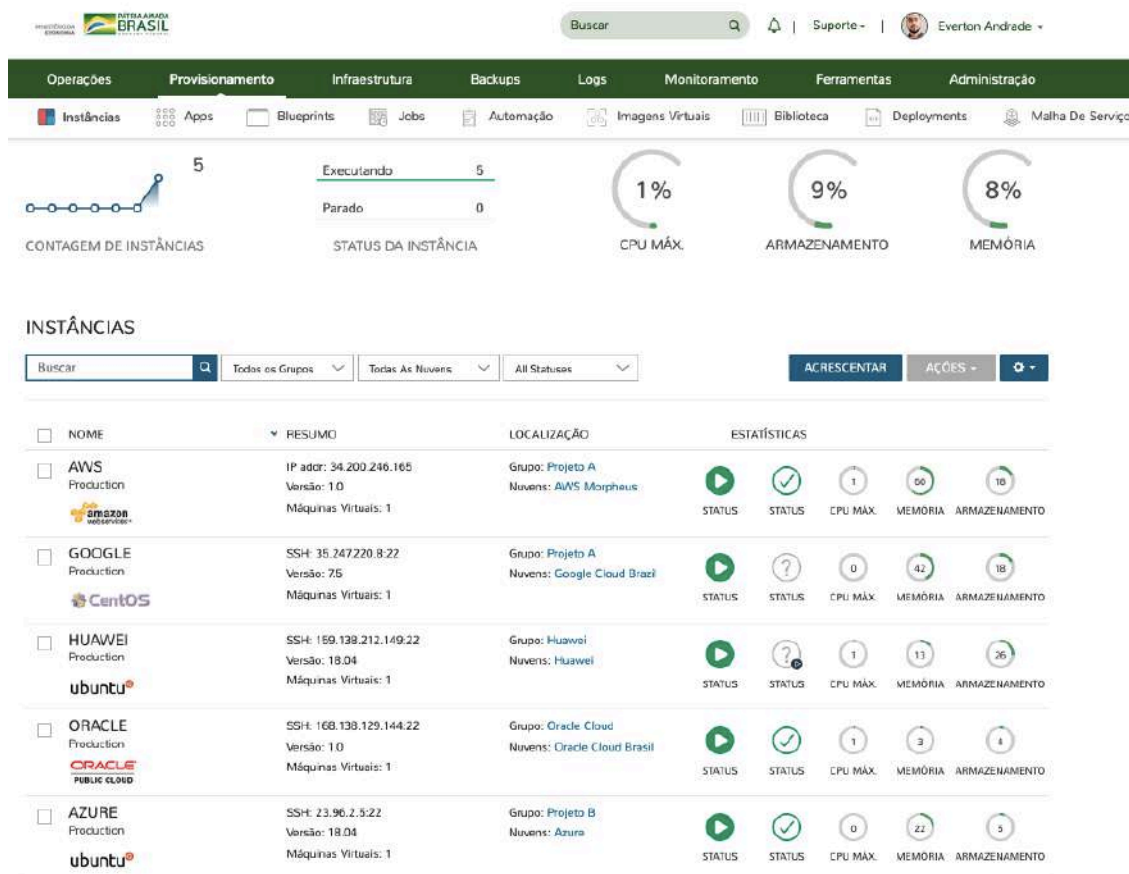 MINISTÉRIO DA ECONOMIA
PÁTRIA AMADA
BRASIL
Buscar
Suporte
Everton Andrade
Operações Provisionamento Infraestrutura Backups Logs Monitoramento Ferramentas Administração
Instâncias Apps Blueprints Jobs Automação Imagens Virtuais Biblioteca Deployments Malha De Serviço
5
Executando 5
Parado 0
1% 9% 8%
CONTAGEM DE INSTÂNCIAS STATUS DA INSTÂNCIA CPU MÁX. ARMAZENAMENTO MEMÓRIA
INSTÂNCIAS
Buscar Todos os Grupos Todas As Nuvens All Statuses ACRESCENTAR AÇÕES
NOME RESUMO LOCALIZAÇÃO ESTATÍSTICAS
AWS IP addr: 34.200.246.165 Grupo: Projeto A
Production Versão: 1.0 Nuvens: AWS Morpheus 1 60 18
amazon webservices Máquinas Virtuais: 1 STATUS STATUS CPU MÁX. MEMÓRIA ARMAZENAMENTO
GOOGLE SSH: 35.247.220.8:22 Grupo: Projeto A
Production Versão: 7.5 Nuvens: Google Cloud Brazil 0 42 18
CentOS Máquinas Virtuais: 1 STATUS STATUS CPU MÁX. MEMÓRIA ARMAZENAMENTO
HUAWEI SSH: 159.138.212.149:22 Grupo: Huawei
Production Versão: 18.04 Nuvens: Huawei 1 13 26
ubuntu Máquinas Virtuais: 1 STATUS STATUS CPU MÁX. MEMÓRIA ARMAZENAMENTO
ORACLE SSH: 168.138.129.144:22 Grupo: Oracle Cloud
Production Versão: 1.0 Nuvens: Oracle Cloud Brasil 1 3 4
ORACLE PUBLIC CLOUD Máquinas Virtuais: 1 STATUS STATUS CPU MÁX. MEMÓRIA ARMAZENAMENTO
AZURE SSH: 23.96.2.5:22 Grupo: Projeto B
Production Versão: 18.04 Nuvens: Azure 0 22 5
ubuntu Máquinas Virtuais: 1 STATUS STATUS CPU MÁX. MEMÓRIA ARMAZENAMENTO